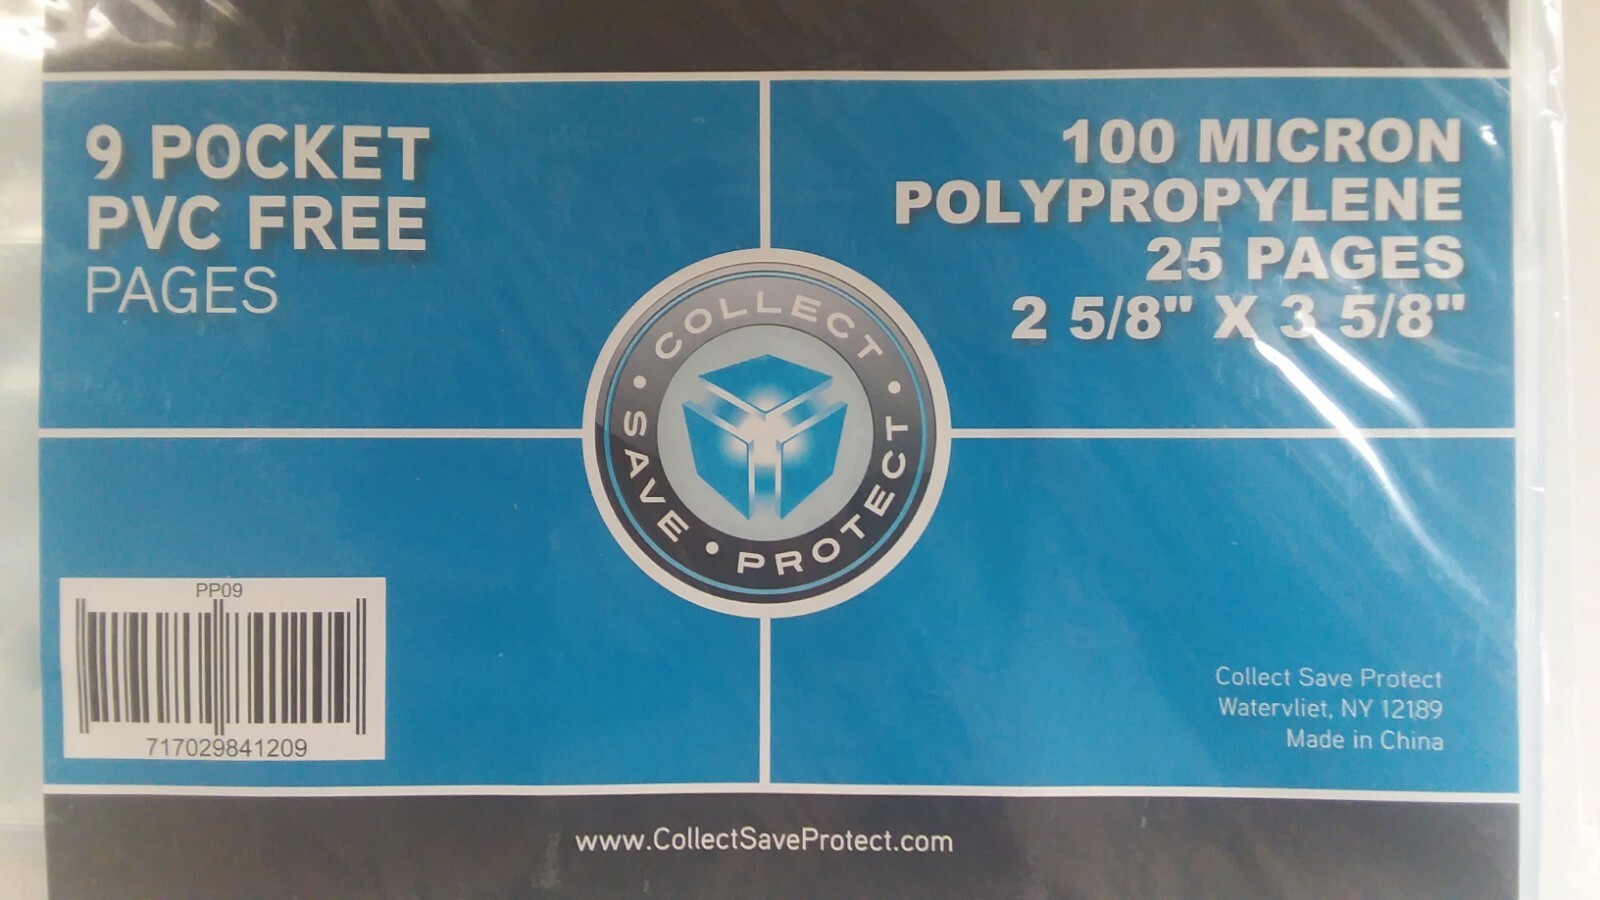 9 POCKET
PVC FREE
PAGES
100 MICRON
POLYPROPYLENE
25 PAGES
2 5/8" X 3 5/8"
COLLECT • PROTECT • SAVE •
PP09
717029841209
Collect Save Protect
Watervliet, NY 12189
Made in China
www.CollectSaveProtect.com